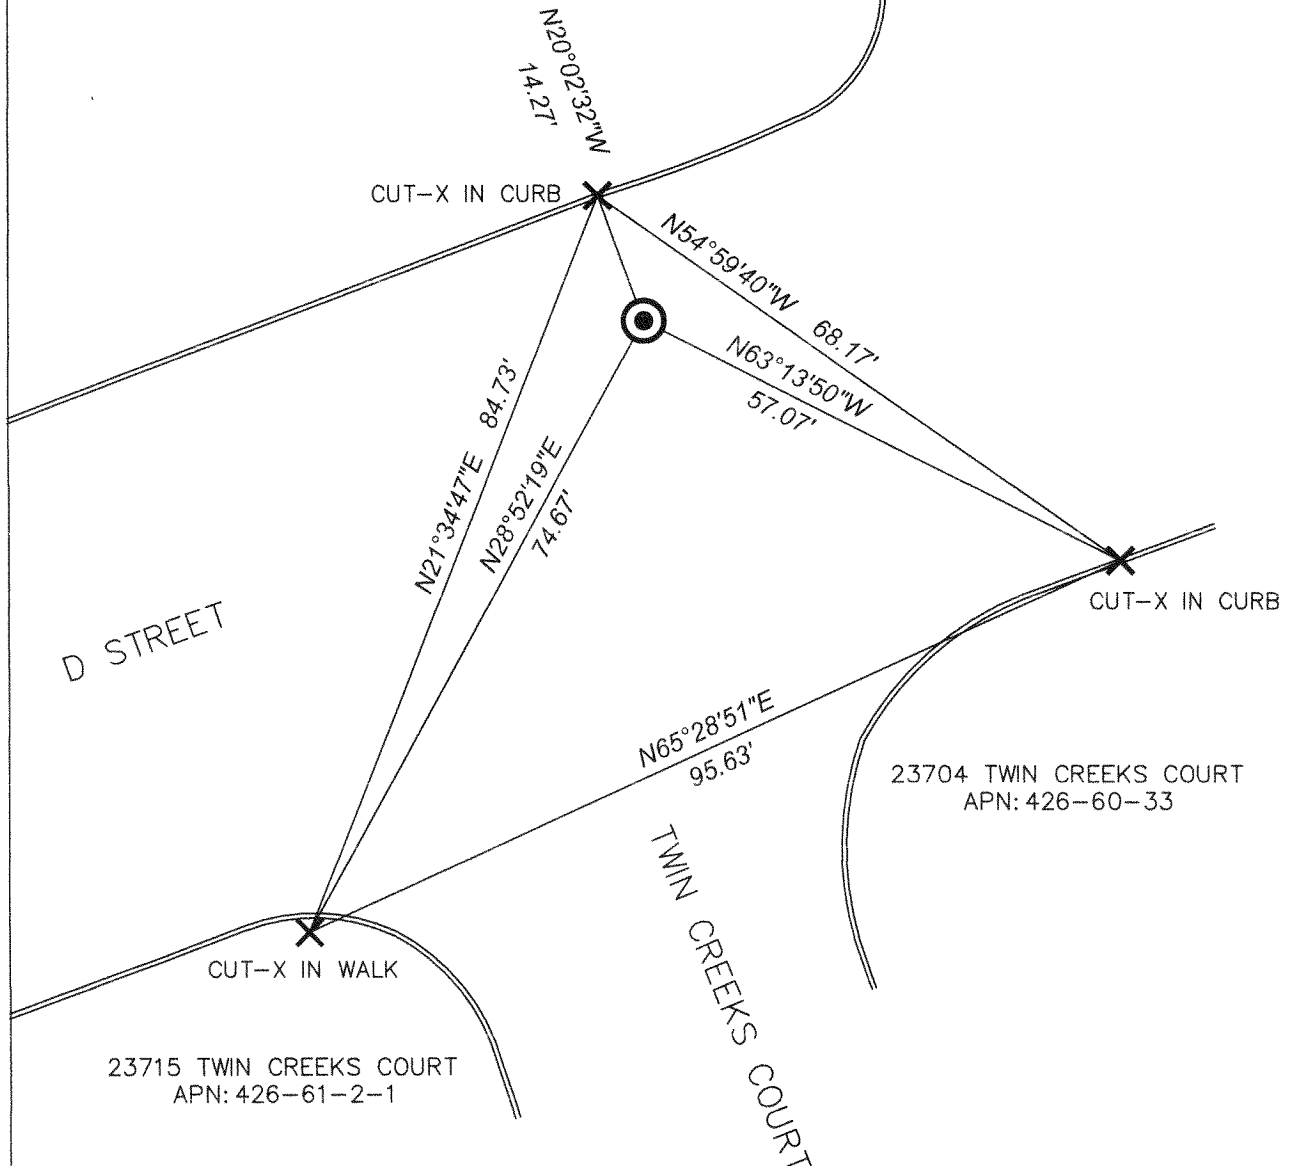 N20°02'32"W
14.27'
CUT-X IN CURB
N54°59'40"W 68.17'
N63°13'50"W
57.07'
N21°34'47"E 84.73'
N28°52'19"E
74.67'
CUT-X IN CURB
D STREET
N65°28'51"E
95.63'
23704 TWIN CREEKS COURT
APN: 426-60-33
TWIN CREEKS COURT
CUT-X IN WALK
23715 TWIN CREEKS COURT
APN: 426-61-2-1